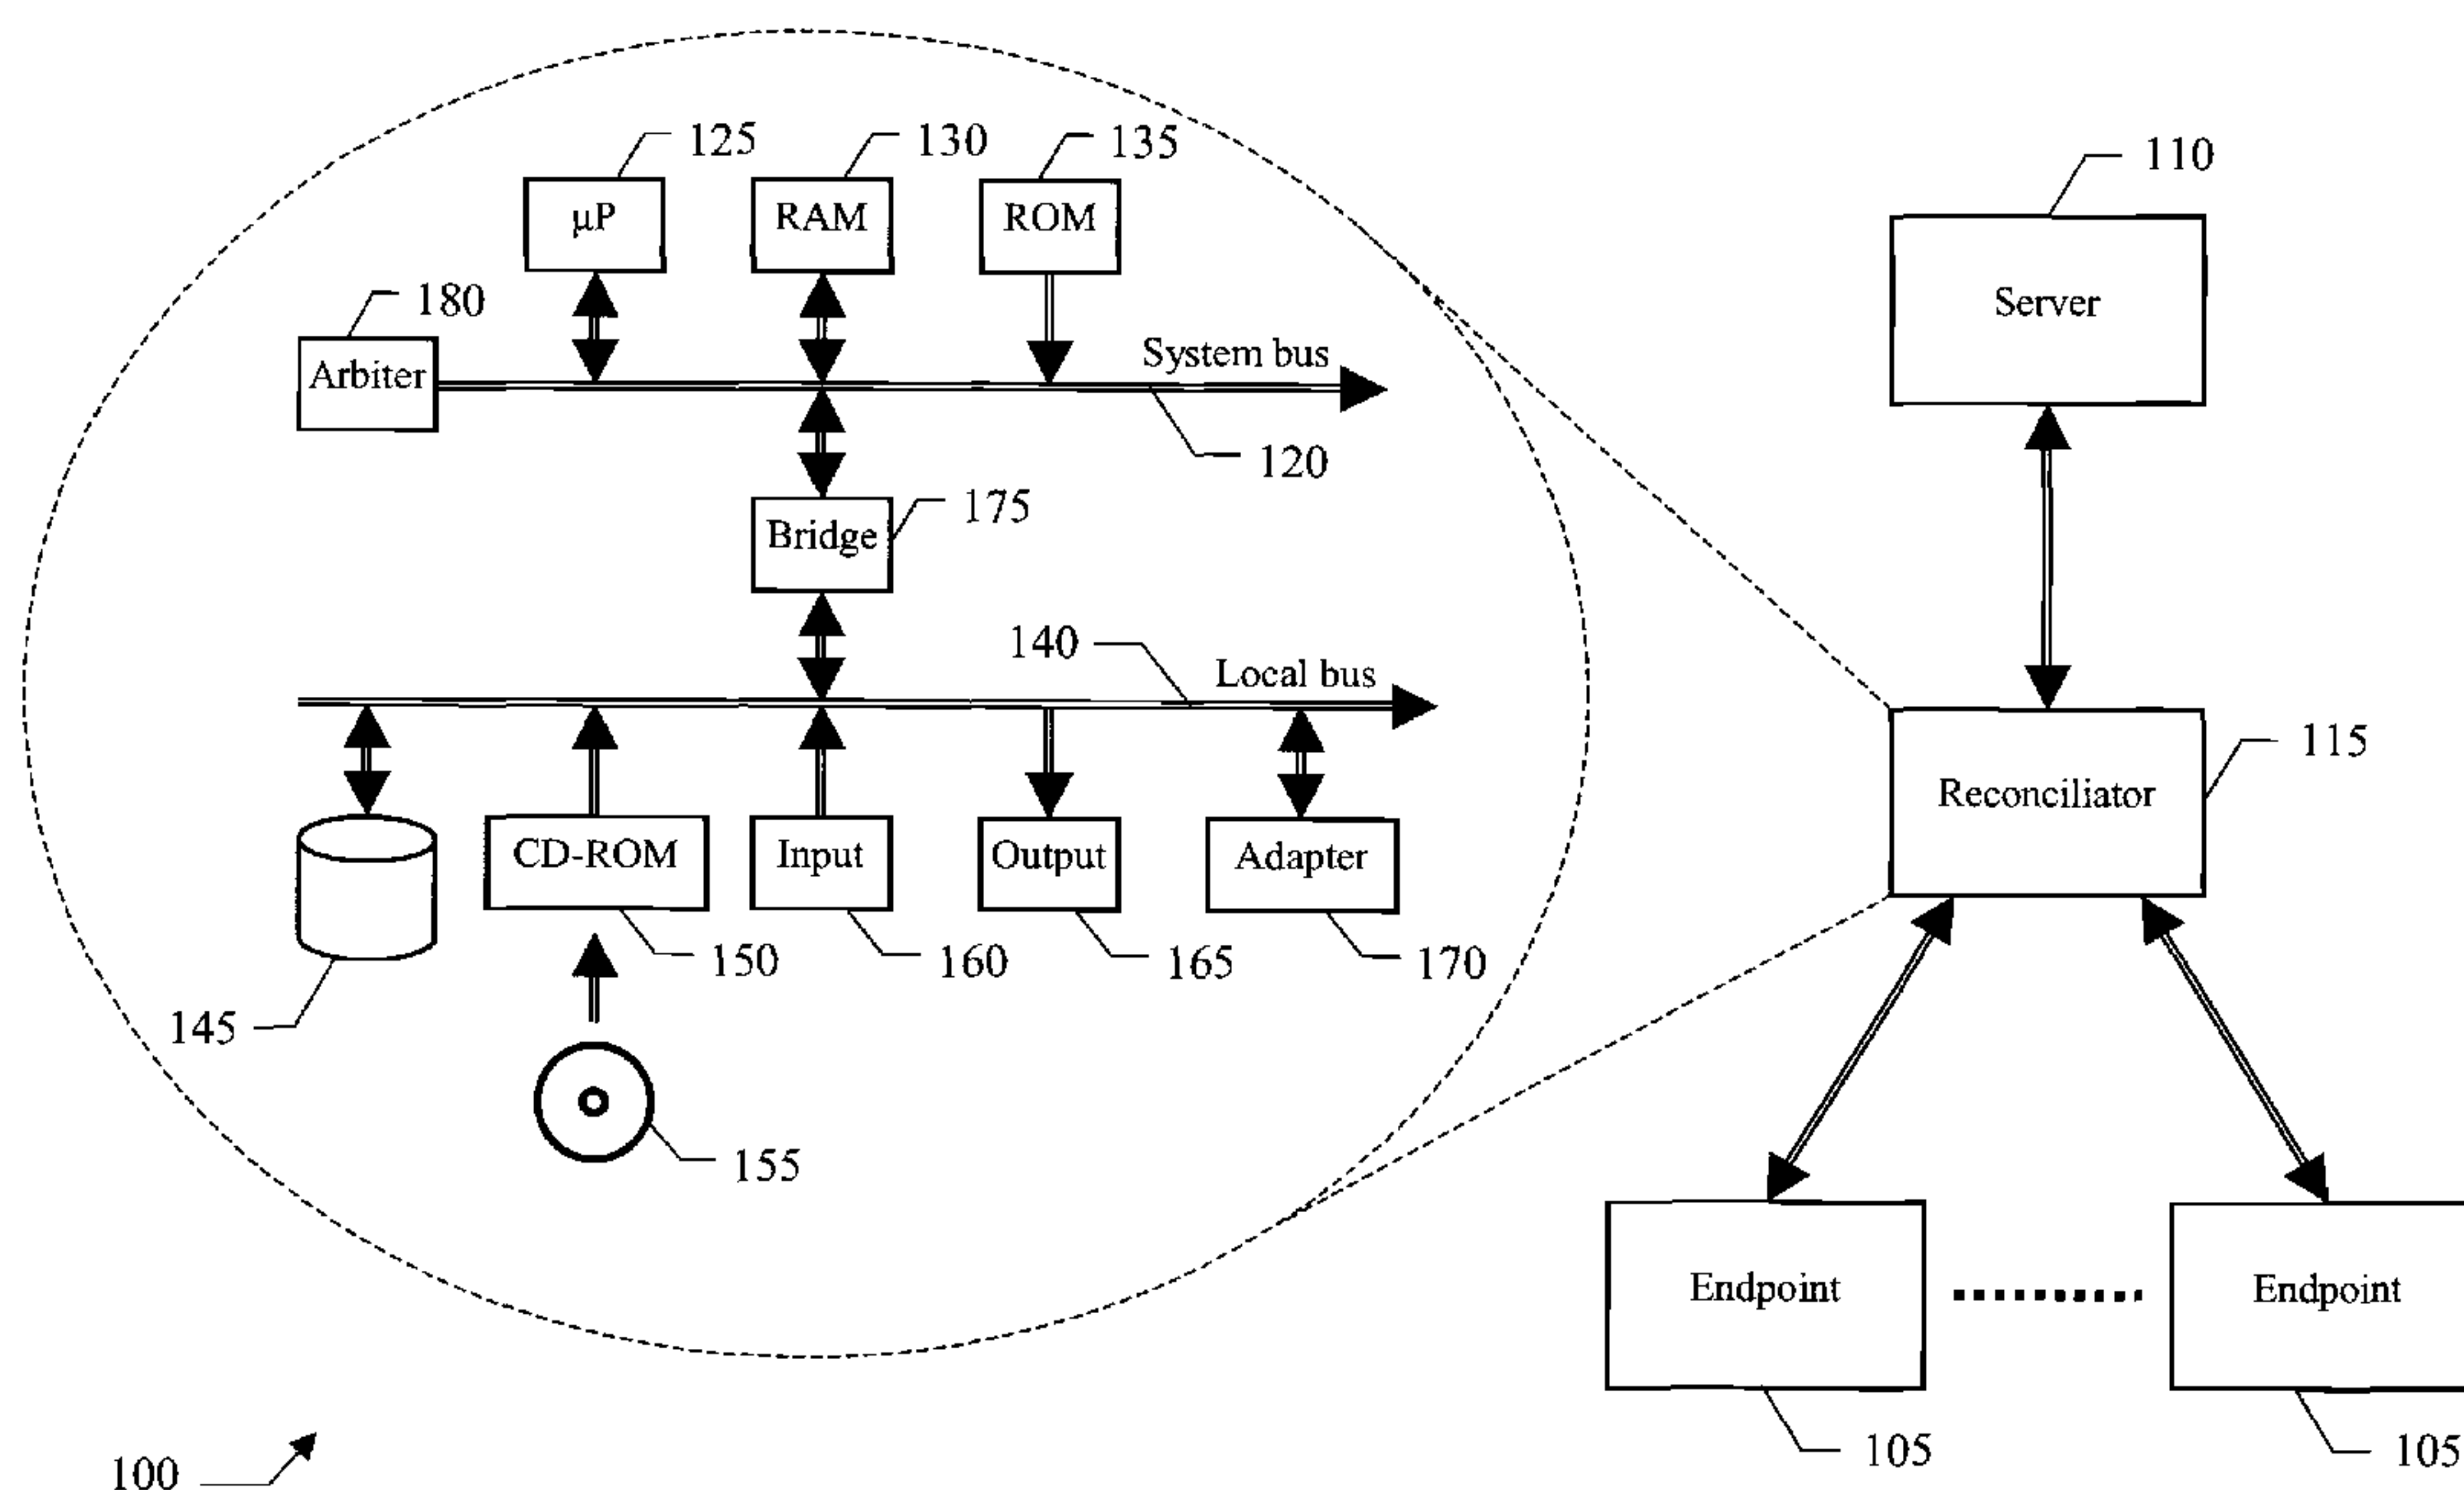 125
130
135
110
μP
RAM
ROM
180
Server
Arbiter
System bus
120
175
Bridge
140
Local bus
115
Reconciliator
CD-ROM
Input
Output
Adapter
150
160
165
170
145
155
Endpoint
Endpoint
105
105
100